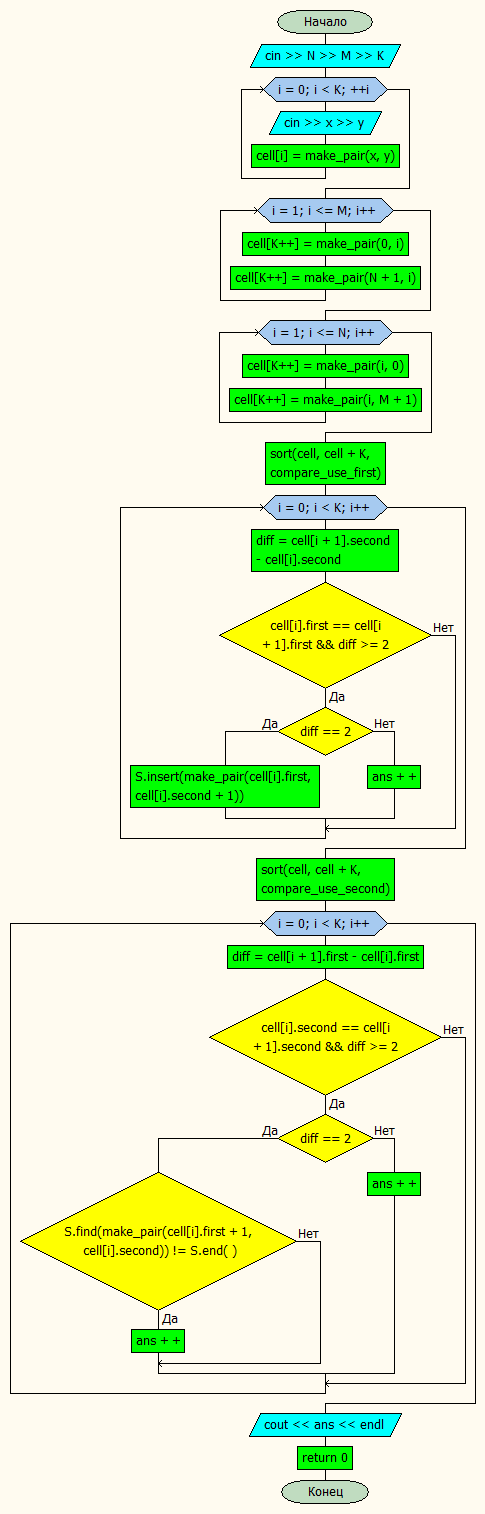 Начало
cin >> N >> M >> K
i = 0; i < K; ++i
cin >> x >> y
cell[i] = make_pair(x, y)
i = 1; i <= M; i++
cell[K++] = make_pair(0, i)
cell[K++] = make_pair(N + 1, i)
i = 1; i <= N; i++
cell[K++] = make_pair(i, 0)
cell[K++] = make_pair(i, M + 1)
sort(cell, cell + K,
compare_use_first)
i = 0; i < K; i++
diff = cell[i + 1].second
- cell[i].second
cell[i].first == cell[i
+ 1].first && diff >= 2
Нет
Да
diff == 2
Да
Нет
S.insert(make_pair(cell[i].first,
cell[i].second + 1))
ans + +
sort(cell, cell + K,
compare_use_second)
i = 0; i < K; i++
diff = cell[i + 1].first - cell[i].first
cell[i].second == cell[i
+ 1].second && diff >= 2
Нет
Да
diff == 2
Да
Нет
ans + +
S.find(make_pair(cell[i].first + 1,
cell[i].second)) != S.end( )
Нет
Да
ans + +
cout << ans << endl
return 0
Конец